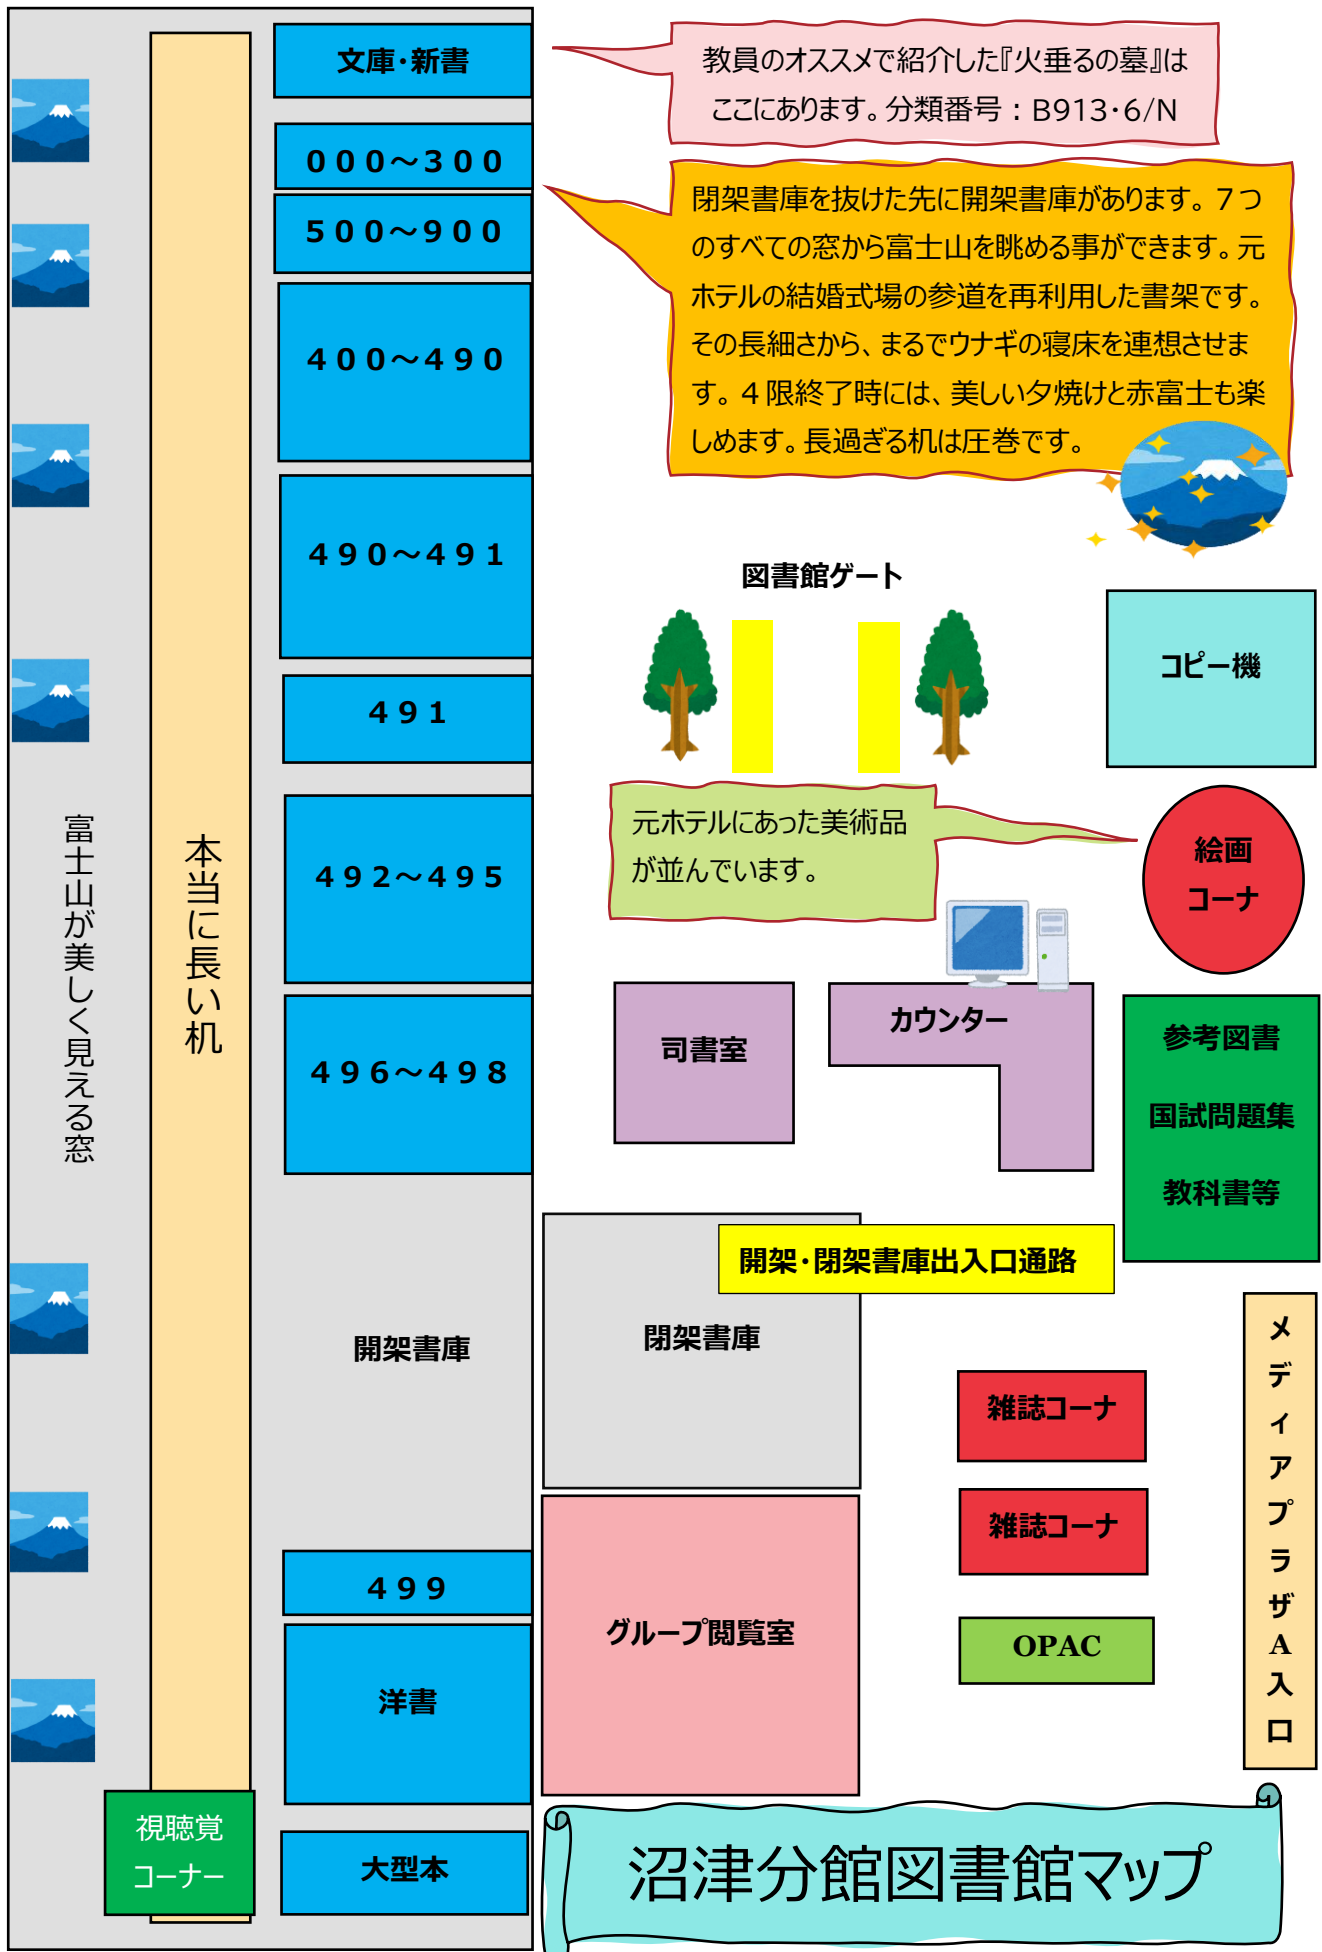 文庫・新書
教員のオススメで紹介した『火垂るの墓』は
ここにあります。分類番号：B913・6/N
０００～３００
５００～９００
閉架書庫を抜けた先に開架書庫があります。７つ
のすべての窓から富士山を眺める事ができます。元
ホテルの結婚式場の参道を再利用した書架です。
その長細さから、まるでウナギの寝床を連想させま
す。４限終了時には、美しい夕焼けと赤富士も楽
しめます。長過ぎる机は圧巻です。
４００～４９０
４９０～４９１
４９１
４９２～４９５
４９６～４９８
図書館ゲート
コピー機
元ホテルにあった美術品
が並んでいます。
絵画
コーナ
富士山が美しく見える窓
本当に長い机
司書室
カウンター
参考図書
国試問題集
教科書等
開架・閉架書庫出入口通路
開架書庫
閉架書庫
雑誌コーナ
雑誌コーナ
メディアプラザA入口
４９９
グループ閲覧室
OPAC
洋書
視聴覚
コーナー
大型本
沼津分館図書館マップ